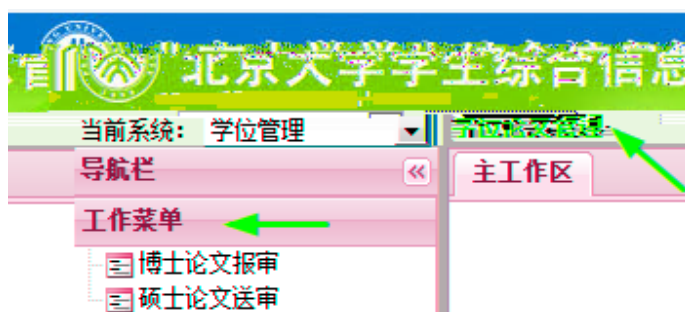 北京大学学生综合信息
当前系统： 学位管理
导航栏
主工作区
工作菜单
博士论文报审
硕士论文送审